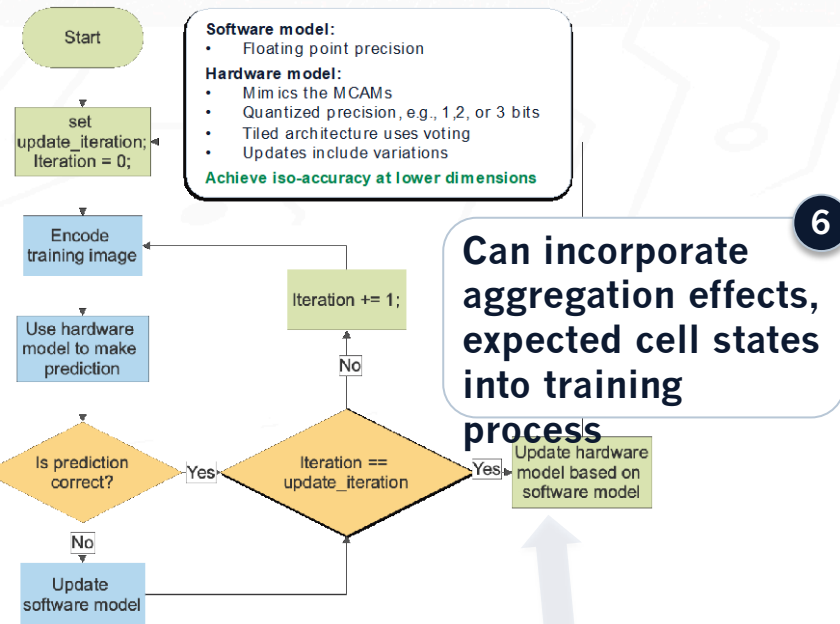 Start
Software model:
• Floating point precision
Hardware model:
• Mimics the MCAMs
• Quantized precision, e.g., 1,2, or 3 bits
• Tiled architecture uses voting
• Updates include variations
Achieve iso-accuracy at lower dimensions
set
update_iteration;
Iteration = 0;
6
Can incorporate
aggregation effects,
expected cell states
into training
process
Encode
training image
Iteration += 1;
Use hardware
model to make
prediction
No
Is prediction
correct?
Yes
Iteration ==
update_iteration
Yes
Update hardware
model based on
software model
No
Update
software model